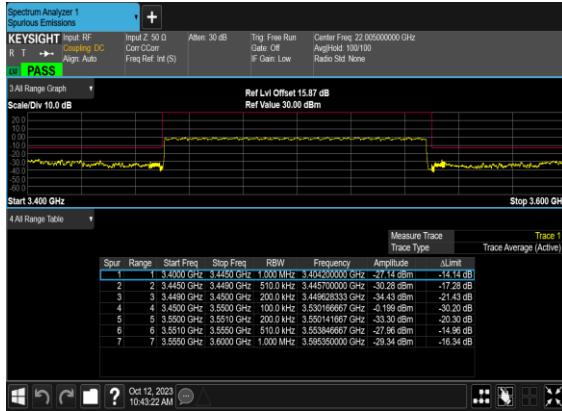 Spectrum Analyzer 1
Spurious Emissions
+
KEYSIGHT Input: RF Input Z: 50 Ω Atten: 30 dB Trig: Free Run Center Freq: 22.005000000 GHz
R T Coupling: DC Corr CCorr Gate: Off Avg|Hold: 100/100
Align: Auto Freq Ref: Int (S) IF Gain: Low Radio Std: None
LXI PASS
3 All Range Graph
Ref Lvl Offset 15.87 dB
Scale/Div 10.0 dB Ref Value 30.00 dBm
20.0
10.0
0.00
-10.0
-20.0
-30.0
-40.0
-50.0
-60.0
Start 3.400 GHz Stop 3.600 GH
4 All Range Table
Measure Trace Trace 1
Trace Type Trace Average (Active)
Spur Range Start Freq Stop Freq RBW Frequency Amplitude ΔLimit
1 1 3.4000 GHz 3.4450 GHz 1.000 MHz 3.404200000 GHz -27.14 dBm -14.14 dB
2 2 3.4450 GHz 3.4490 GHz 510.0 kHz 3.445700000 GHz -30.28 dBm -17.28 dB
3 3 3.4490 GHz 3.4500 GHz 200.0 kHz 3.449628333 GHz -34.43 dBm -21.43 dB
4 4 3.4500 GHz 3.5500 GHz 100.0 kHz 3.530166667 GHz -0.199 dBm -30.20 dB
5 5 3.5500 GHz 3.5510 GHz 200.0 kHz 3.550141667 GHz -33.30 dBm -20.30 dB
6 6 3.5510 GHz 3.5550 GHz 510.0 kHz 3.553846667 GHz -27.96 dBm -14.96 dB
7 7 3.5550 GHz 3.6000 GHz 1.000 MHz 3.595350000 GHz -29.34 dBm -16.34 dB
? Oct 12, 2023
10:43:22 AM